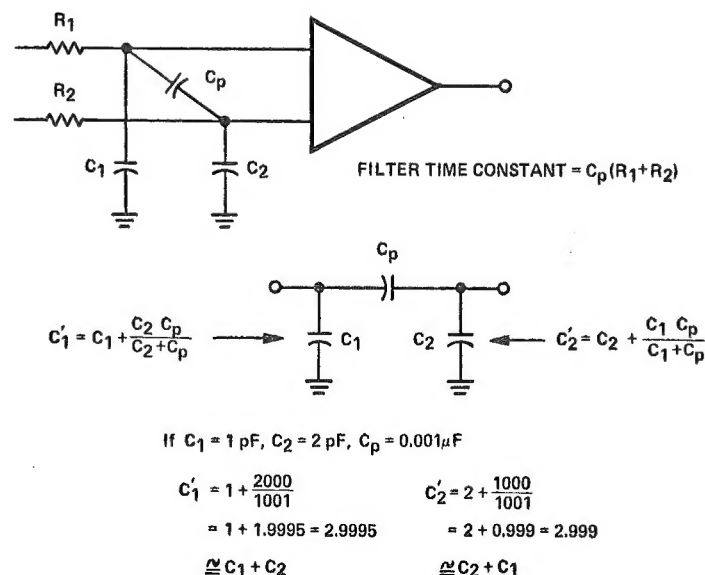 R₁
Cₚ
R₂
C₁
C₂
FILTER TIME CONSTANT = Cₚ(R₁+R₂)
Cₚ
C′₁ = C₁ + C₂ Cₚ / C₂+Cₚ
C₁
C₂
C′₂ = C₂ + C₁ Cₚ / C₁+Cₚ
If C₁ = 1 pF, C₂ = 2 pF, Cₚ = 0.001μF
C′₁ = 1 + 2000/1001
C′₂ = 2 + 1000/1001
= 1 + 1.9995 = 2.9995
= 2 + 0.999 = 2.999
≅ C₁ + C₂
≅ C₂ + C₁